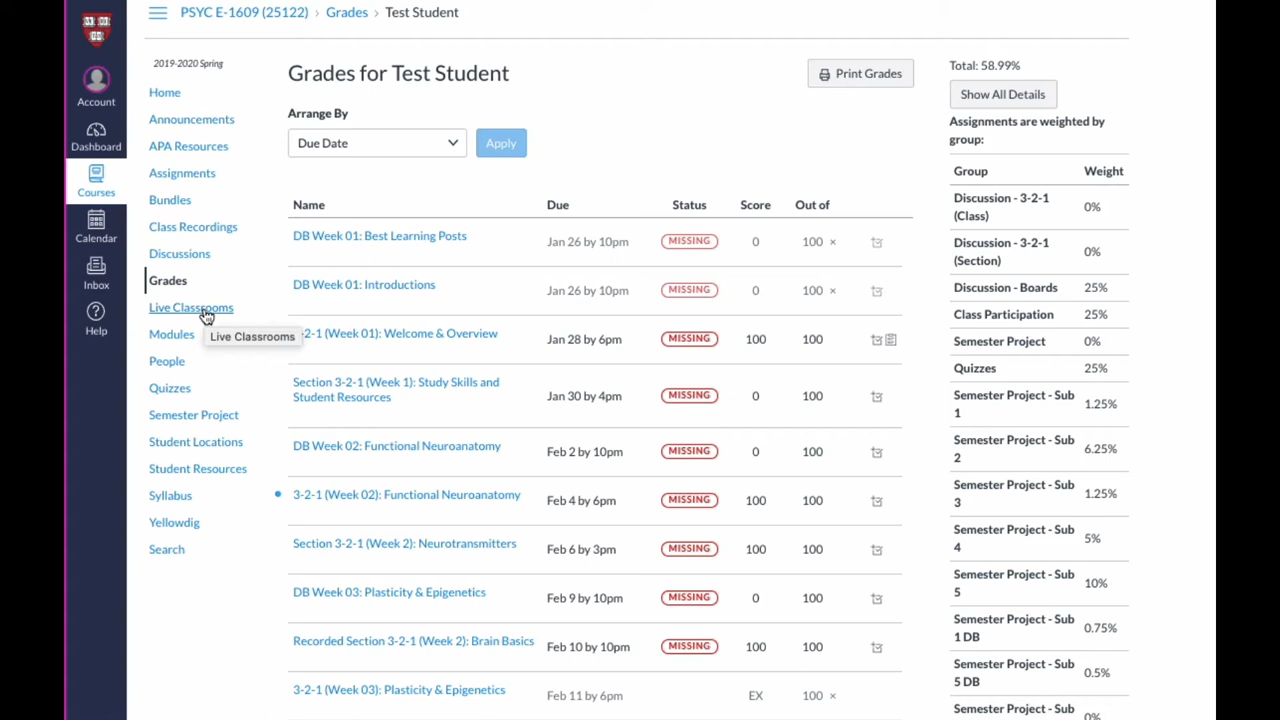 PSYC E-1609 (25122) › Grades › Test Student
Account
Dashboard
Courses
Calendar
Inbox
Help
2019-2020 Spring
Home
Announcements
APA Resources
Assignments
Bundles
Class Recordings
Discussions
Grades
Live Classrooms
Modules
Live Classrooms
People
Quizzes
Semester Project
Student Locations
Student Resources
Syllabus
Yellowdig
Search
Grades for Test Student
Print Grades
Arrange By
Due Date
Apply
Name Due Status Score Out of
DB Week 01: Best Learning Posts Jan 26 by 10pm MISSING 0 100 ×
DB Week 01: Introductions Jan 26 by 10pm MISSING 0 100 ×
-2-1 (Week 01): Welcome & Overview Jan 28 by 6pm MISSING 100 100
Section 3-2-1 (Week 1): Study Skills and
Student Resources Jan 30 by 4pm MISSING 0 100
DB Week 02: Functional Neuroanatomy Feb 2 by 10pm MISSING 0 100
3-2-1 (Week 02): Functional Neuroanatomy Feb 4 by 6pm MISSING 100 100
Section 3-2-1 (Week 2): Neurotransmitters Feb 6 by 3pm MISSING 100 100
DB Week 03: Plasticity & Epigenetics Feb 9 by 10pm MISSING 0 100
Recorded Section 3-2-1 (Week 2): Brain Basics Feb 10 by 10pm MISSING 100 100
3-2-1 (Week 03): Plasticity & Epigenetics Feb 11 by 6pm EX 100 ×
Total: 58.99%
Show All Details
Assignments are weighted by
group:
Group Weight
Discussion - 3-2-1
(Class) 0%
Discussion - 3-2-1
(Section) 0%
Discussion - Boards 25%
Class Participation 25%
Semester Project 0%
Quizzes 25%
Semester Project - Sub
1 1.25%
Semester Project - Sub
2 6.25%
Semester Project - Sub
3 1.25%
Semester Project - Sub
4 5%
Semester Project - Sub
5 10%
Semester Project - Sub
1 DB 0.75%
Semester Project - Sub
5 DB 0.5%
Semester Project - Sub
0%